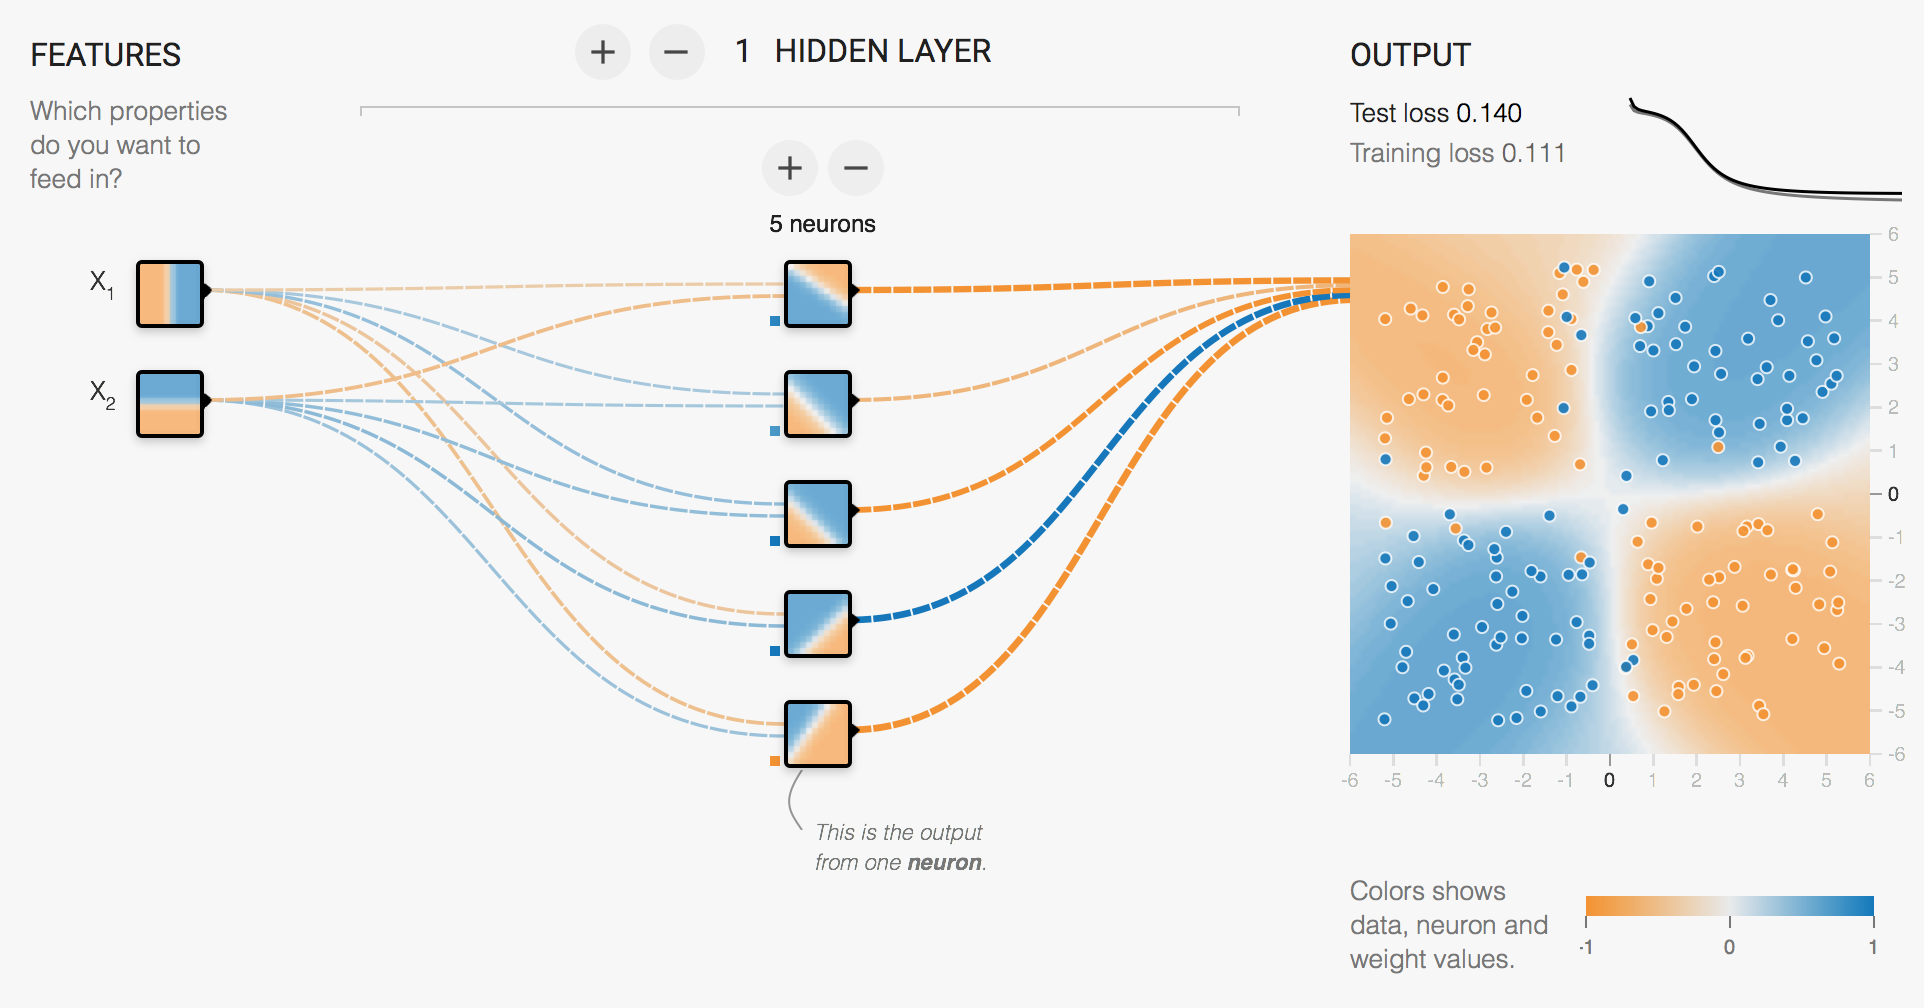 FEATURES
Which properties
do you want to
feed in?
X1
X2
+ − 1 HIDDEN LAYER
+ −
5 neurons
This is the output
from one neuron.
OUTPUT
Test loss 0.140
Training loss 0.111
6
5
4
3
2
1
0
-1
-2
-3
-4
-5
-6
-6 -5 -4 -3 -2 -1 0 1 2 3 4 5 6
Colors shows
data, neuron and
weight values.
-1 0 1